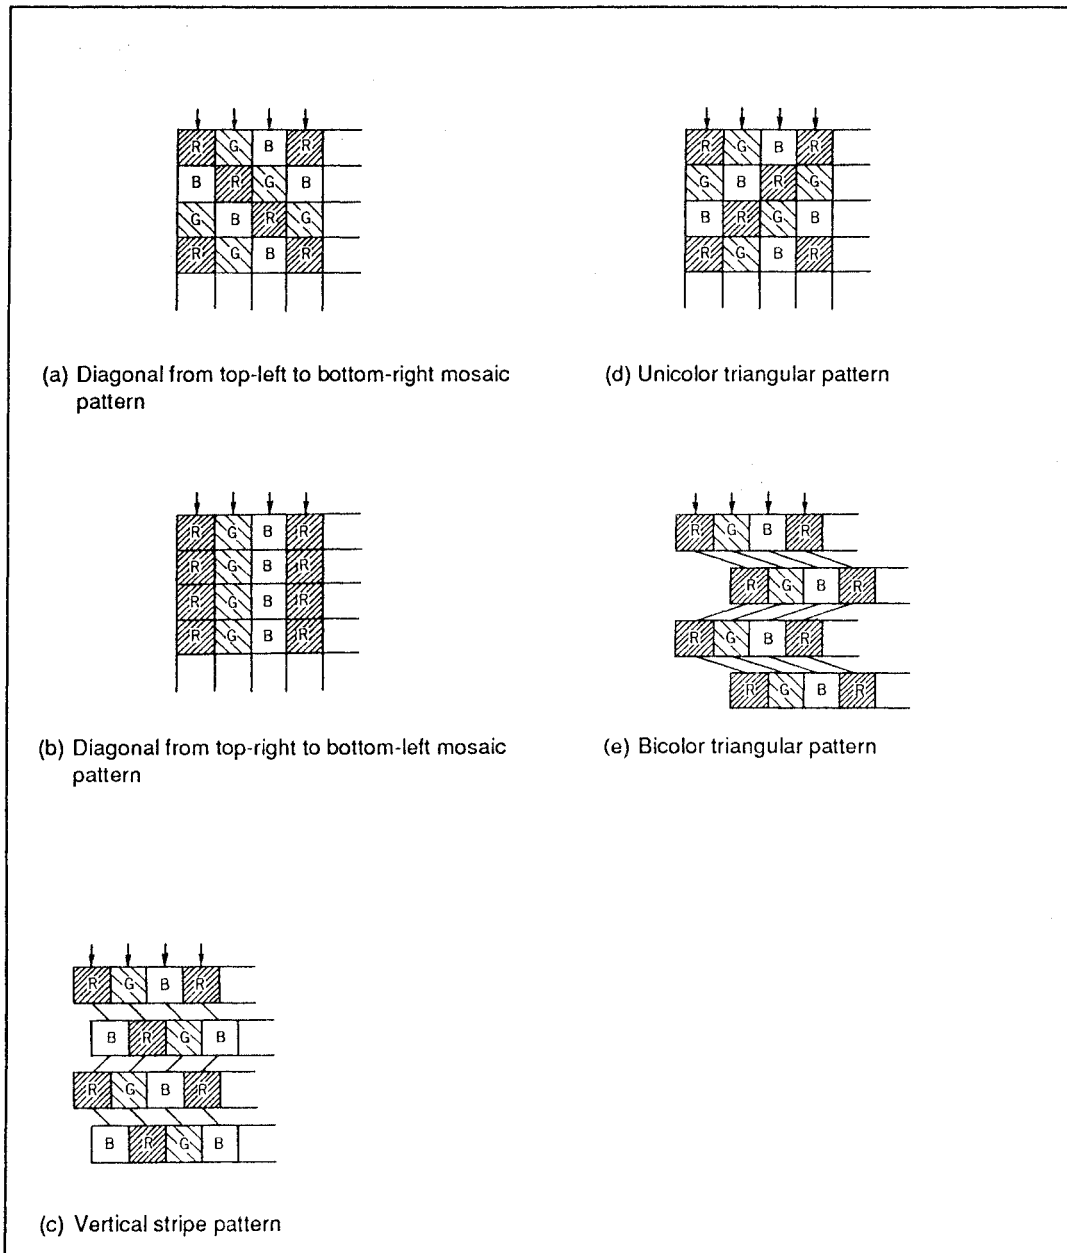 R G B R
B R G B
G B R G
R G B R
(a) Diagonal from top-left to bottom-right mosaic
pattern
R G B R
G B R G
B R G B
R G B R
(d) Unicolor triangular pattern
R G B R
R G B R
R G B R
R G B R
(b) Diagonal from top-right to bottom-left mosaic
pattern
R G B R
R G B R
R G B R
R G B R
(e) Bicolor triangular pattern
R G B R
B R G B
R G B R
B R G B
(c) Vertical stripe pattern